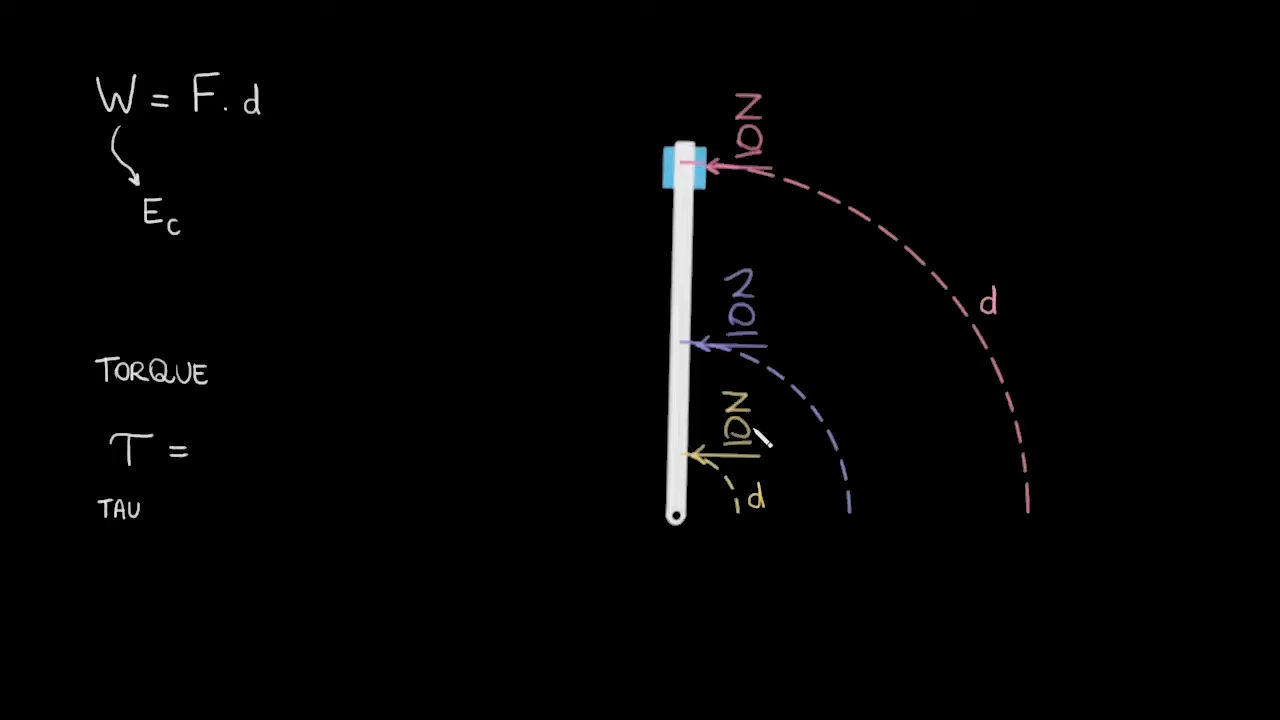 W = F. d
Ec
TORQUE
T =
TAU
10N
d
10N
10N
d